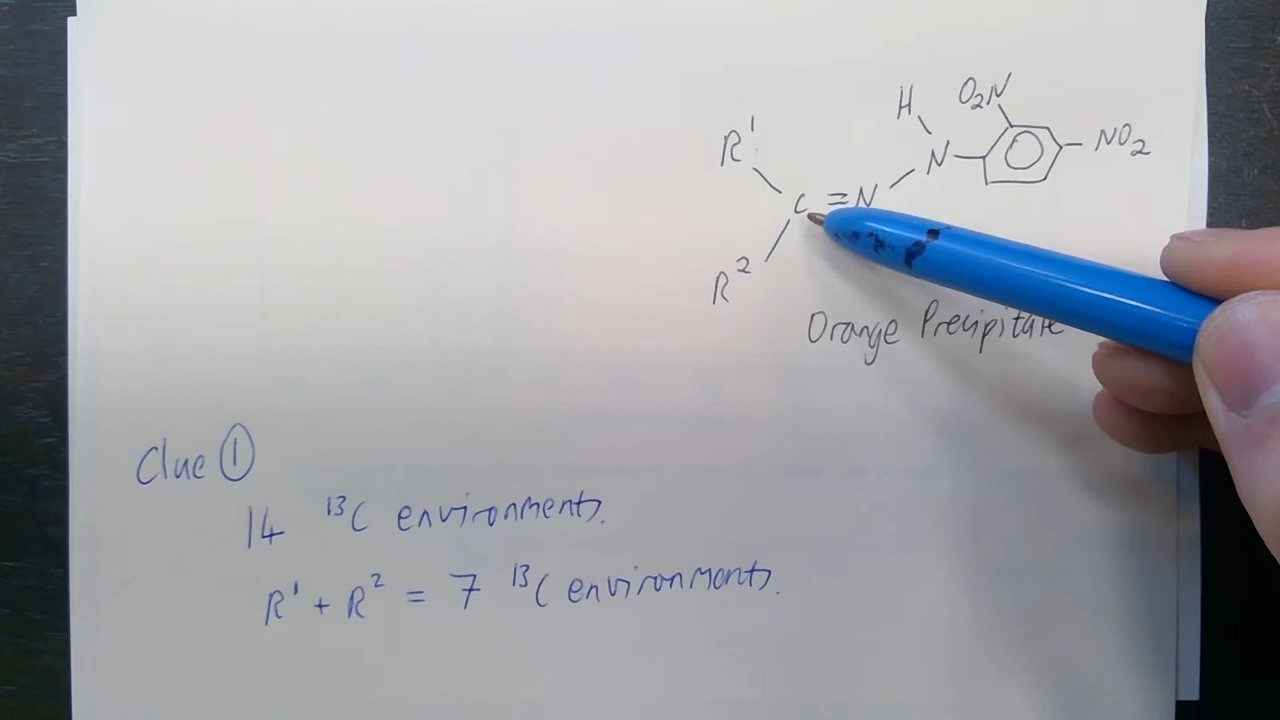 H
O₂N
R¹
N
NO₂
C = N
R²
Orange Precipitate
Clue ①
14 ¹³C environments.
R¹ + R² = 7 ¹³C environments.